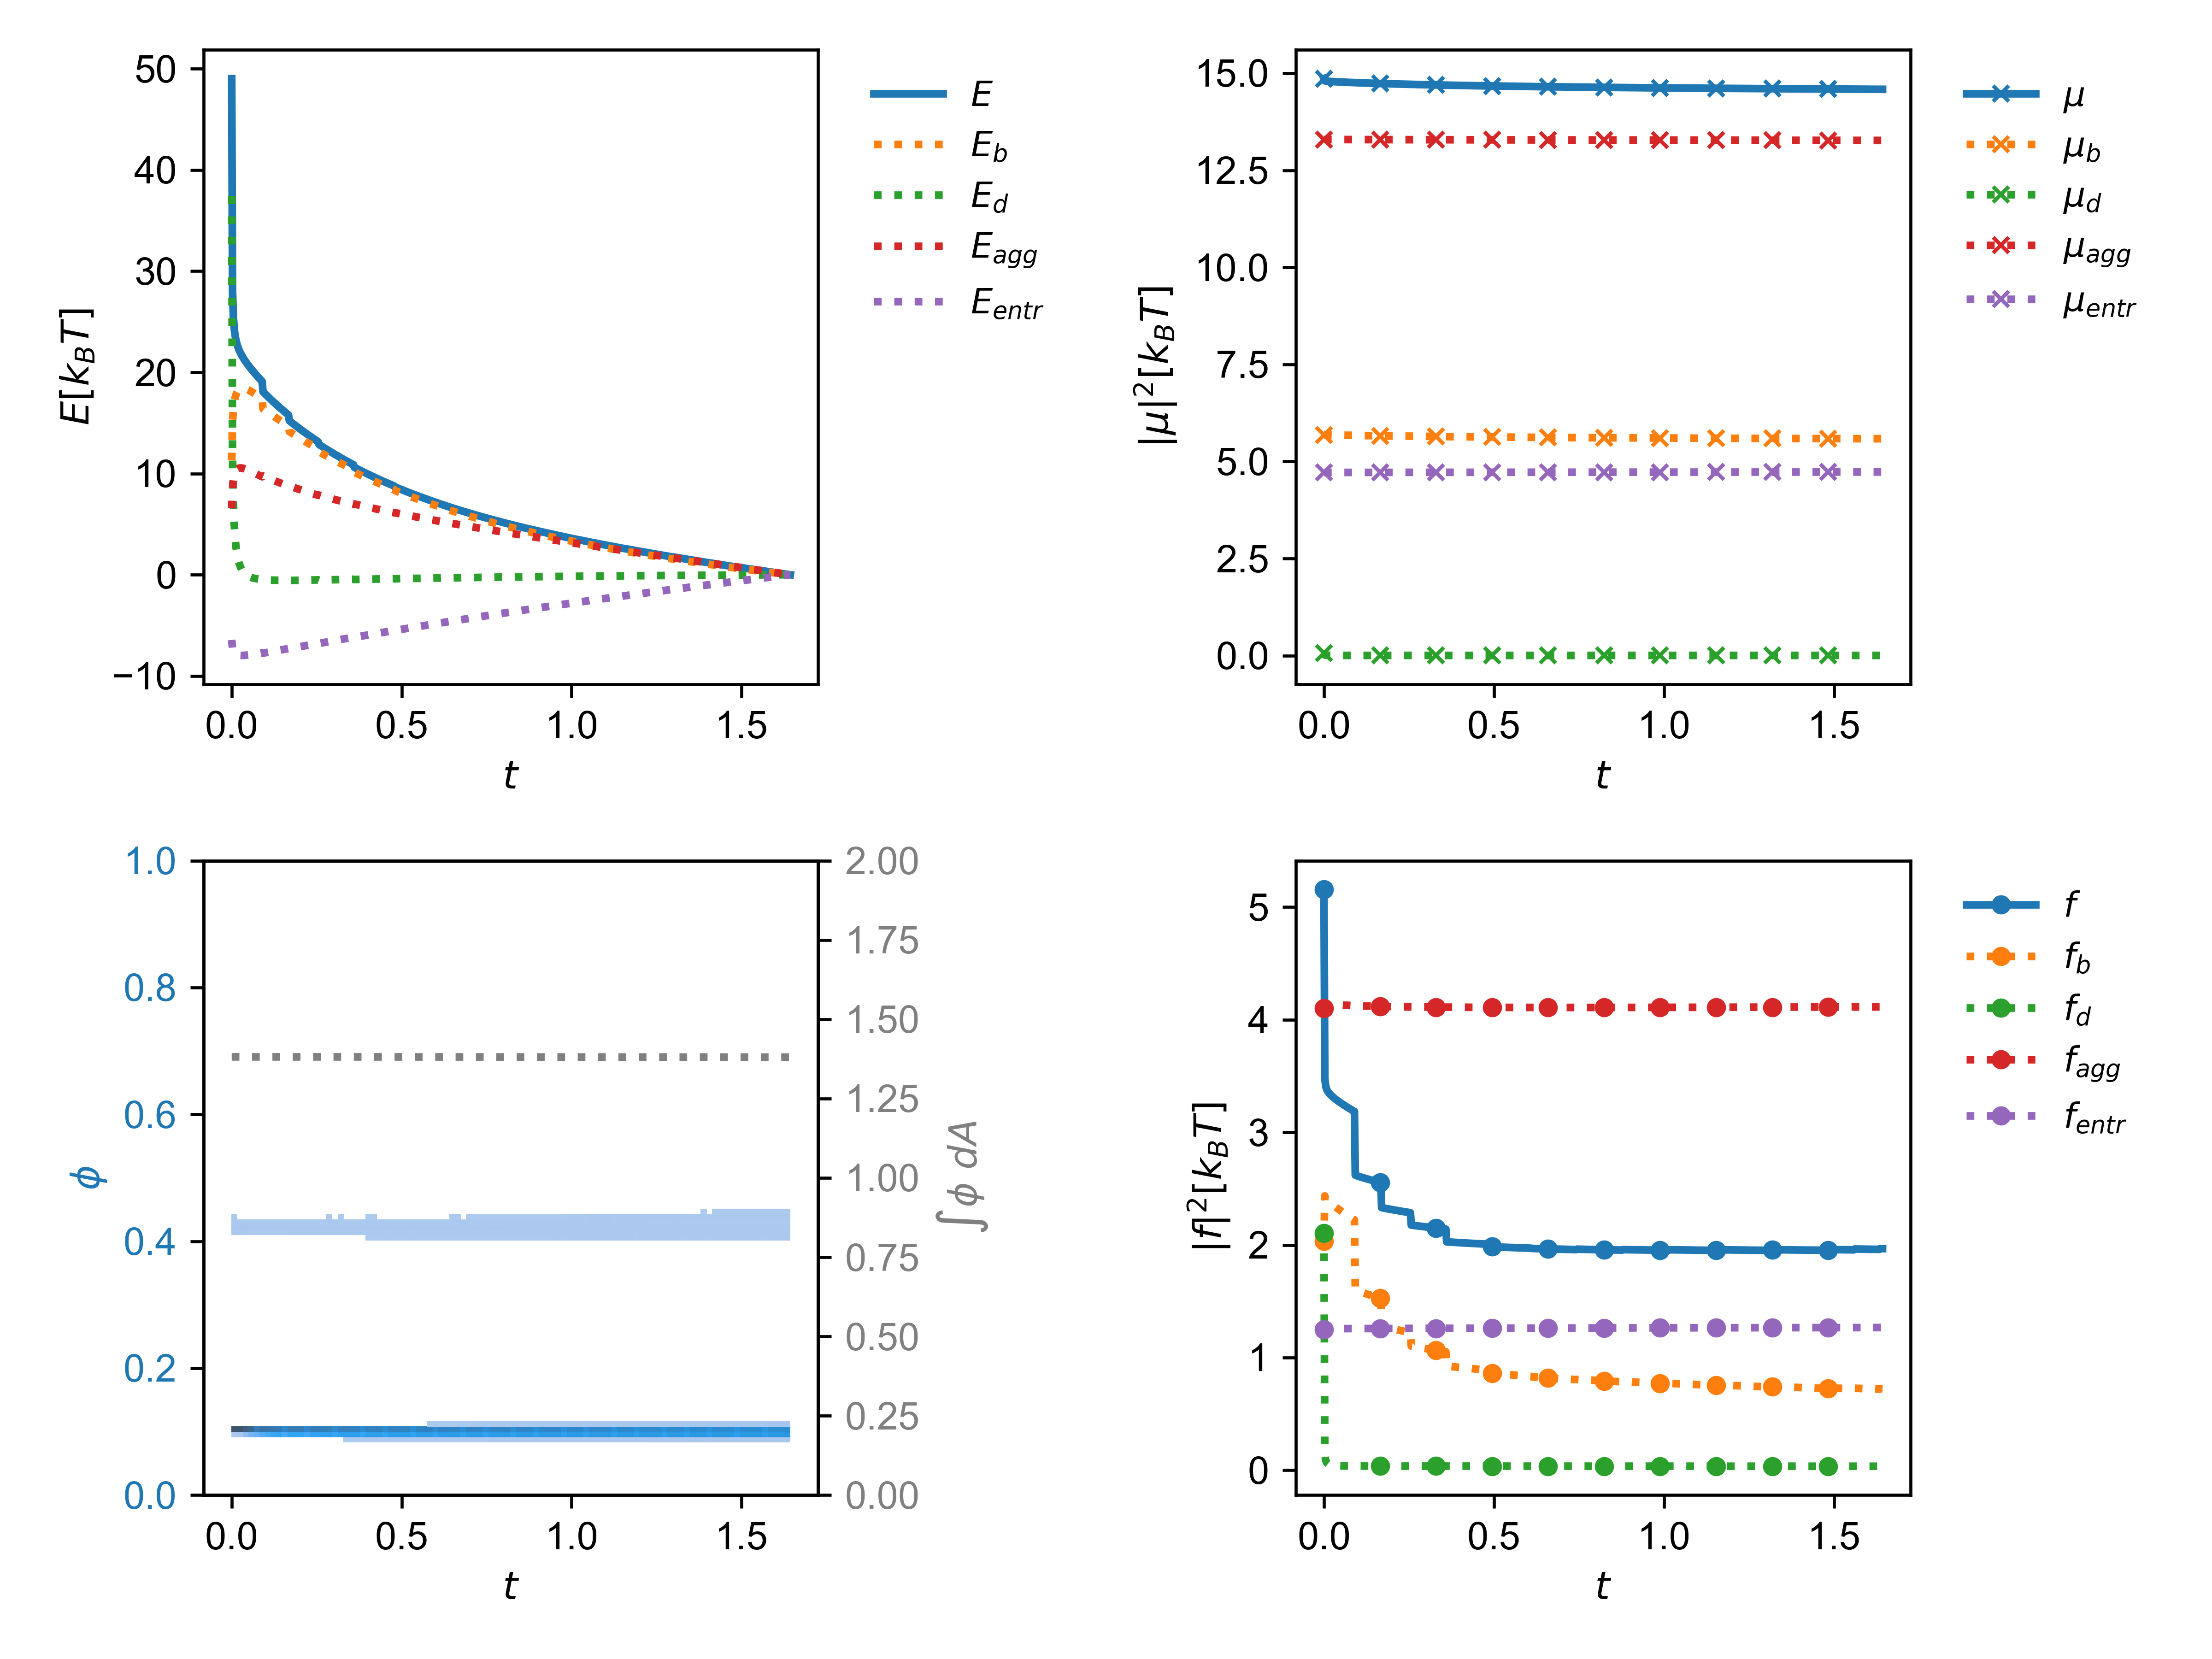 50
40
30
20
10
0
−10
E[k_BT]
0.0 0.5 1.0 1.5
t
E
E_b
E_d
E_agg
E_entr
15.0
12.5
10.0
7.5
5.0
2.5
0.0
|μ|²[k_BT]
0.0 0.5 1.0 1.5
t
μ
μ_b
μ_d
μ_agg
μ_entr
1.0
0.8
0.6
0.4
0.2
0.0
ϕ
2.00
1.75
1.50
1.25
1.00
0.75
0.50
0.25
0.00
∫ϕ dA
0.0 0.5 1.0 1.5
t
5
4
3
2
1
0
|f|²[k_BT]
0.0 0.5 1.0 1.5
t
f
f_b
f_d
f_agg
f_entr